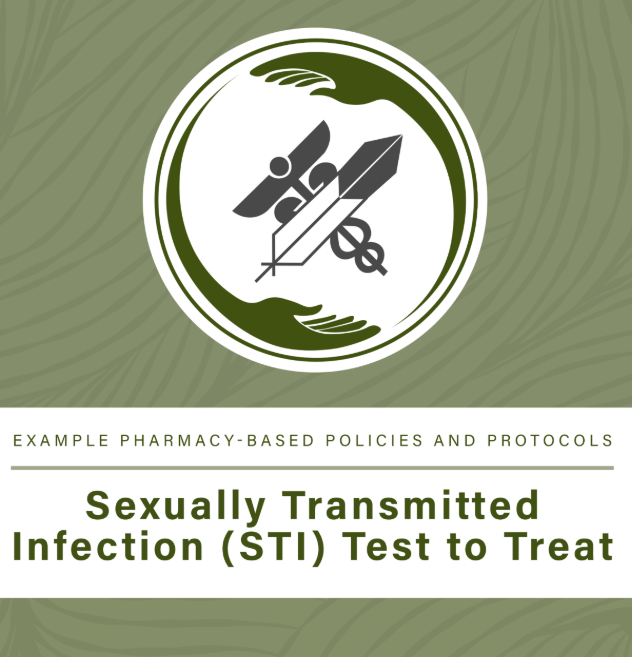 EXAMPLE PHARMACY-BASED POLICIES AND PROTOCOLS
Sexually Transmitted
Infection (STI) Test to Treat